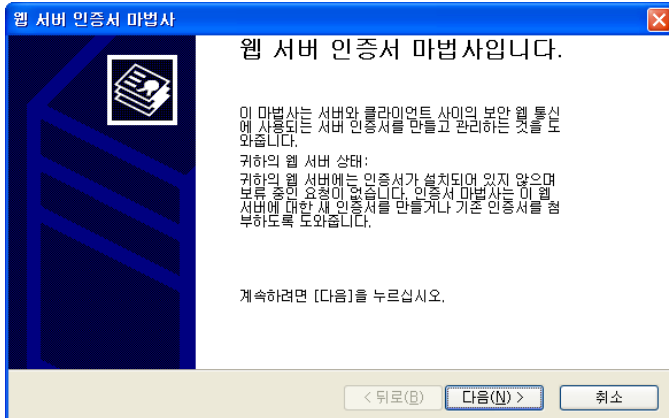 웹 서버 인증서 마법사
웹 서버 인증서 마법사입니다.
이 마법사는 서버와 클라이언트 사이의 보안 웹 통신
에 사용되는 서버 인증서를 만들고 관리하는 것을 도
와줍니다.
귀하의 웹 서버 상태:
귀하의 웹 서버에는 인증서가 설치되어 있지 않으며
보류 중인 요청이 없습니다. 인증서 마법사는 이 웹
서버에 대한 새 인증서를 만들거나 기존 인증서를 첨
부하도록 도와줍니다.
계속하려면 [다음]을 누르십시오.
< 뒤로(B) 다음(N) > 취소